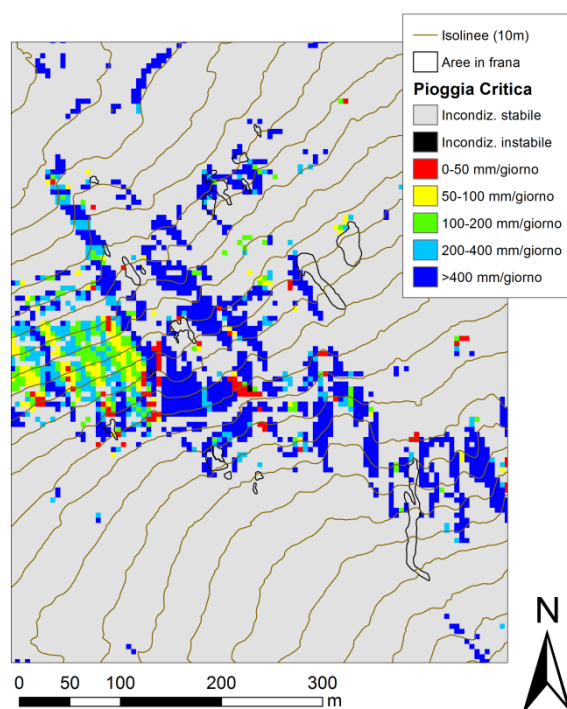 Isolinee (10m)
Aree in frana
Pioggia Critica
Incondiz. stabile
Incondiz. instabile
0-50 mm/giorno
50-100 mm/giorno
100-200 mm/giorno
200-400 mm/giorno
>400 mm/giorno
N
0 50 100 200 300
m